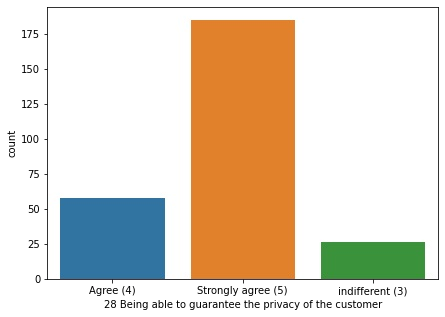 175
150
125
100
75
50
25
0
count
Agree (4) Strongly agree (5) indifferent (3)
28 Being able to guarantee the privacy of the customer